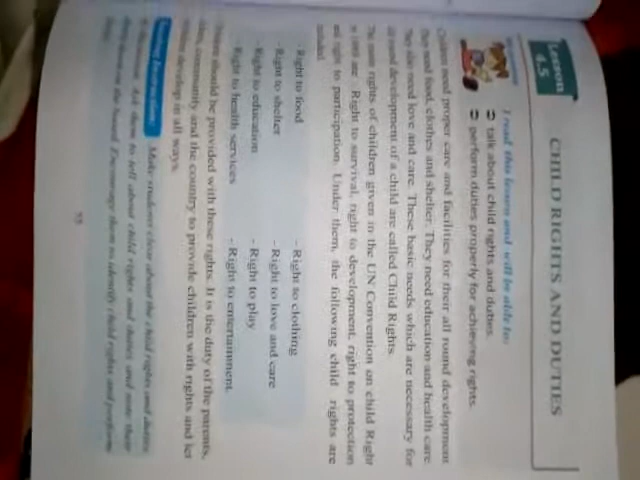 Lesson
4.5
CHILD RIGHTS AND DUTIES
I read this lesson and will be able to:
talk about child rights and duties.
perform duties properly for achieving rights.
Children need proper care and facilities for their all round development
They need food, clothes and shelter. They need education and health care.
They also need love and care. These basic needs which are necessary for
all round development of a child are called Child Rights.
The main rights of children given in the UN Convention on child Right
are Right to survival, right to development, right to protection
and right to participation. Under them, the following child rights are
included.
- Right to food
- Right to clothing
- Right to shelter
- Right to love and care
- Right to education
- Right to play
- Right to health services
- Right to entertainment.
should be provided with these rights. It is the duty of the parents,
community and the country to provide children with rights and let
develop in all ways.
Instruction Make students clear about the child rights and duties
Ask them to tell about child rights and duties and note them
on the board. Encourage them to identify child rights and perform